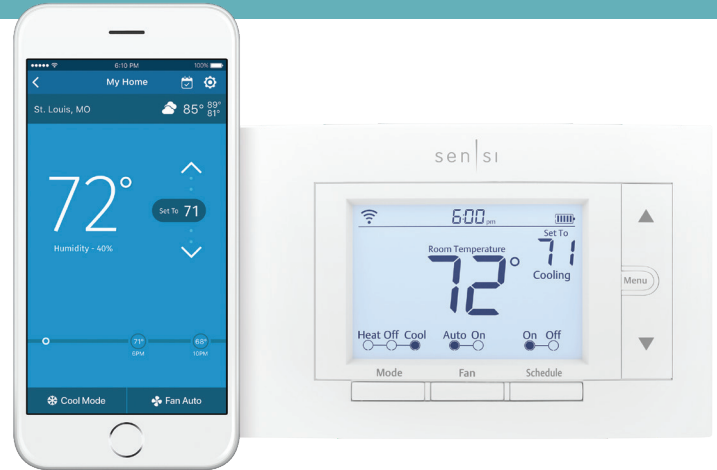 6:10 PM 100%
My Home
St. Louis, MO 85° 89° 81°
72°
Set To 71
Humidity - 40%
71° 68°
6PM 10PM
Cool Mode Fan Auto
sensi
6:00 pm
Set To
71
Room Temperature
72°
Cooling
Menu
Heat Off Cool Auto On On Off
Mode Fan Schedule